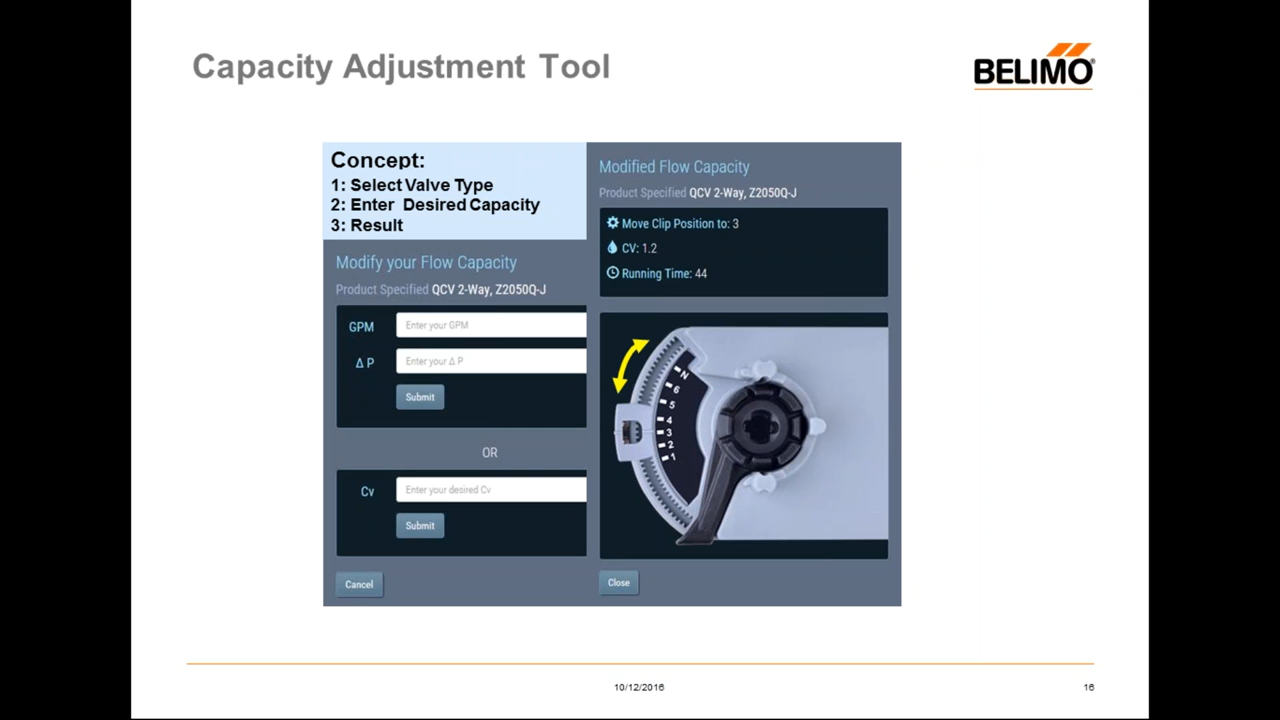 Capacity Adjustment Tool
BELIMO®
Concept:
1: Select Valve Type
2: Enter Desired Capacity
3: Result
Modify your Flow Capacity
Product Specified QCV 2-Way, Z2050Q-J
GPM
Enter your GPM
Δ P
Enter your Δ P
Submit
OR
Cv
Enter your desired Cv
Submit
Cancel
Modified Flow Capacity
Product Specified QCV 2-Way, Z2050Q-J
Move Clip Position to: 3
CV: 1.2
Running Time: 44
N
6
5
4
3
2
1
Close
10/12/2016
16